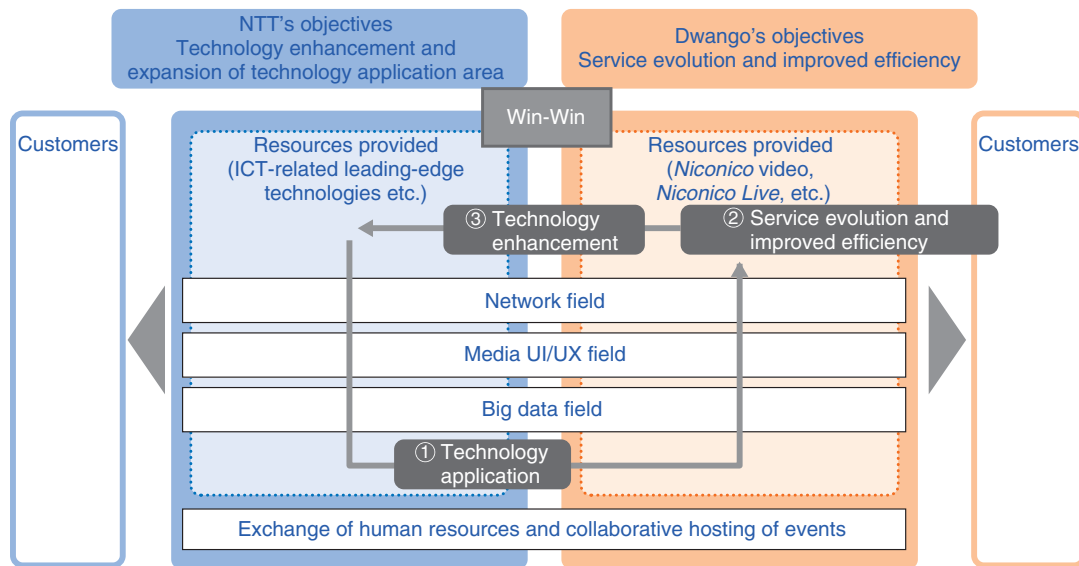 NTT's objectives
Technology enhancement and
expansion of technology application area
Dwango's objectives
Service evolution and improved efficiency
Win-Win
Customers
Resources provided
(ICT-related leading-edge
technologies etc.)
Resources provided
(Niconico video,
Niconico Live, etc.)
Customers
③ Technology
enhancement
② Service evolution and
improved efficiency
Network field
Media UI/UX field
Big data field
① Technology
application
Exchange of human resources and collaborative hosting of events